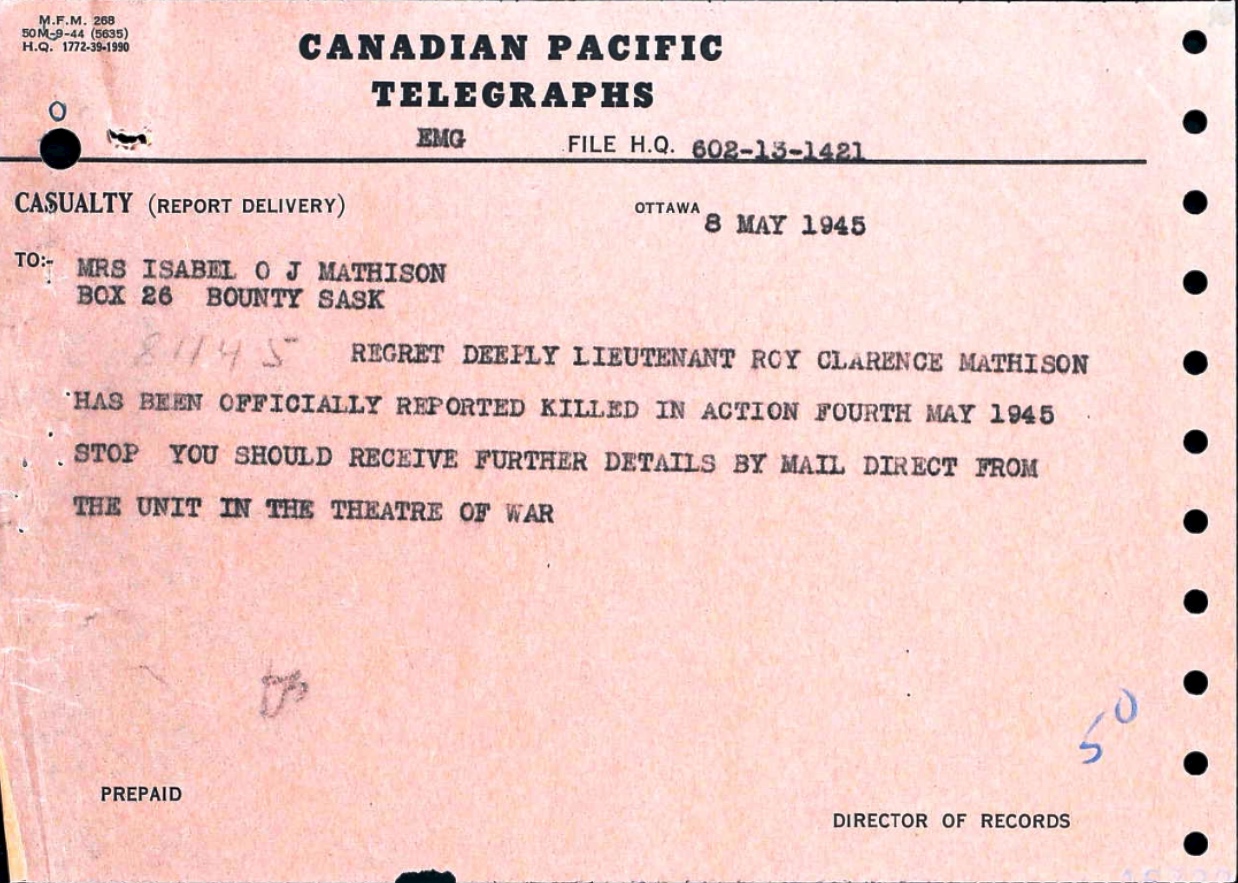 M.F.M. 268
50M-9-44 (5635)
H.Q. 1772-39-1990
CANADIAN PACIFIC
TELEGRAPHS
EMG FILE H.Q. 602-13-1421
CASUALTY (REPORT DELIVERY) OTTAWA 8 MAY 1945
TO:- MRS ISABEL O J MATHISON
BOX 26 BOUNTY SASK
81145 REGRET DEEPLY LIEUTENANT ROY CLARENCE MATHISON
HAS BEEN OFFICIALLY REPORTED KILLED IN ACTION FOURTH MAY 1945
STOP YOU SHOULD RECEIVE FURTHER DETAILS BY MAIL DIRECT FROM
THE UNIT IN THE THEATRE OF WAR
50
PREPAID
DIRECTOR OF RECORDS